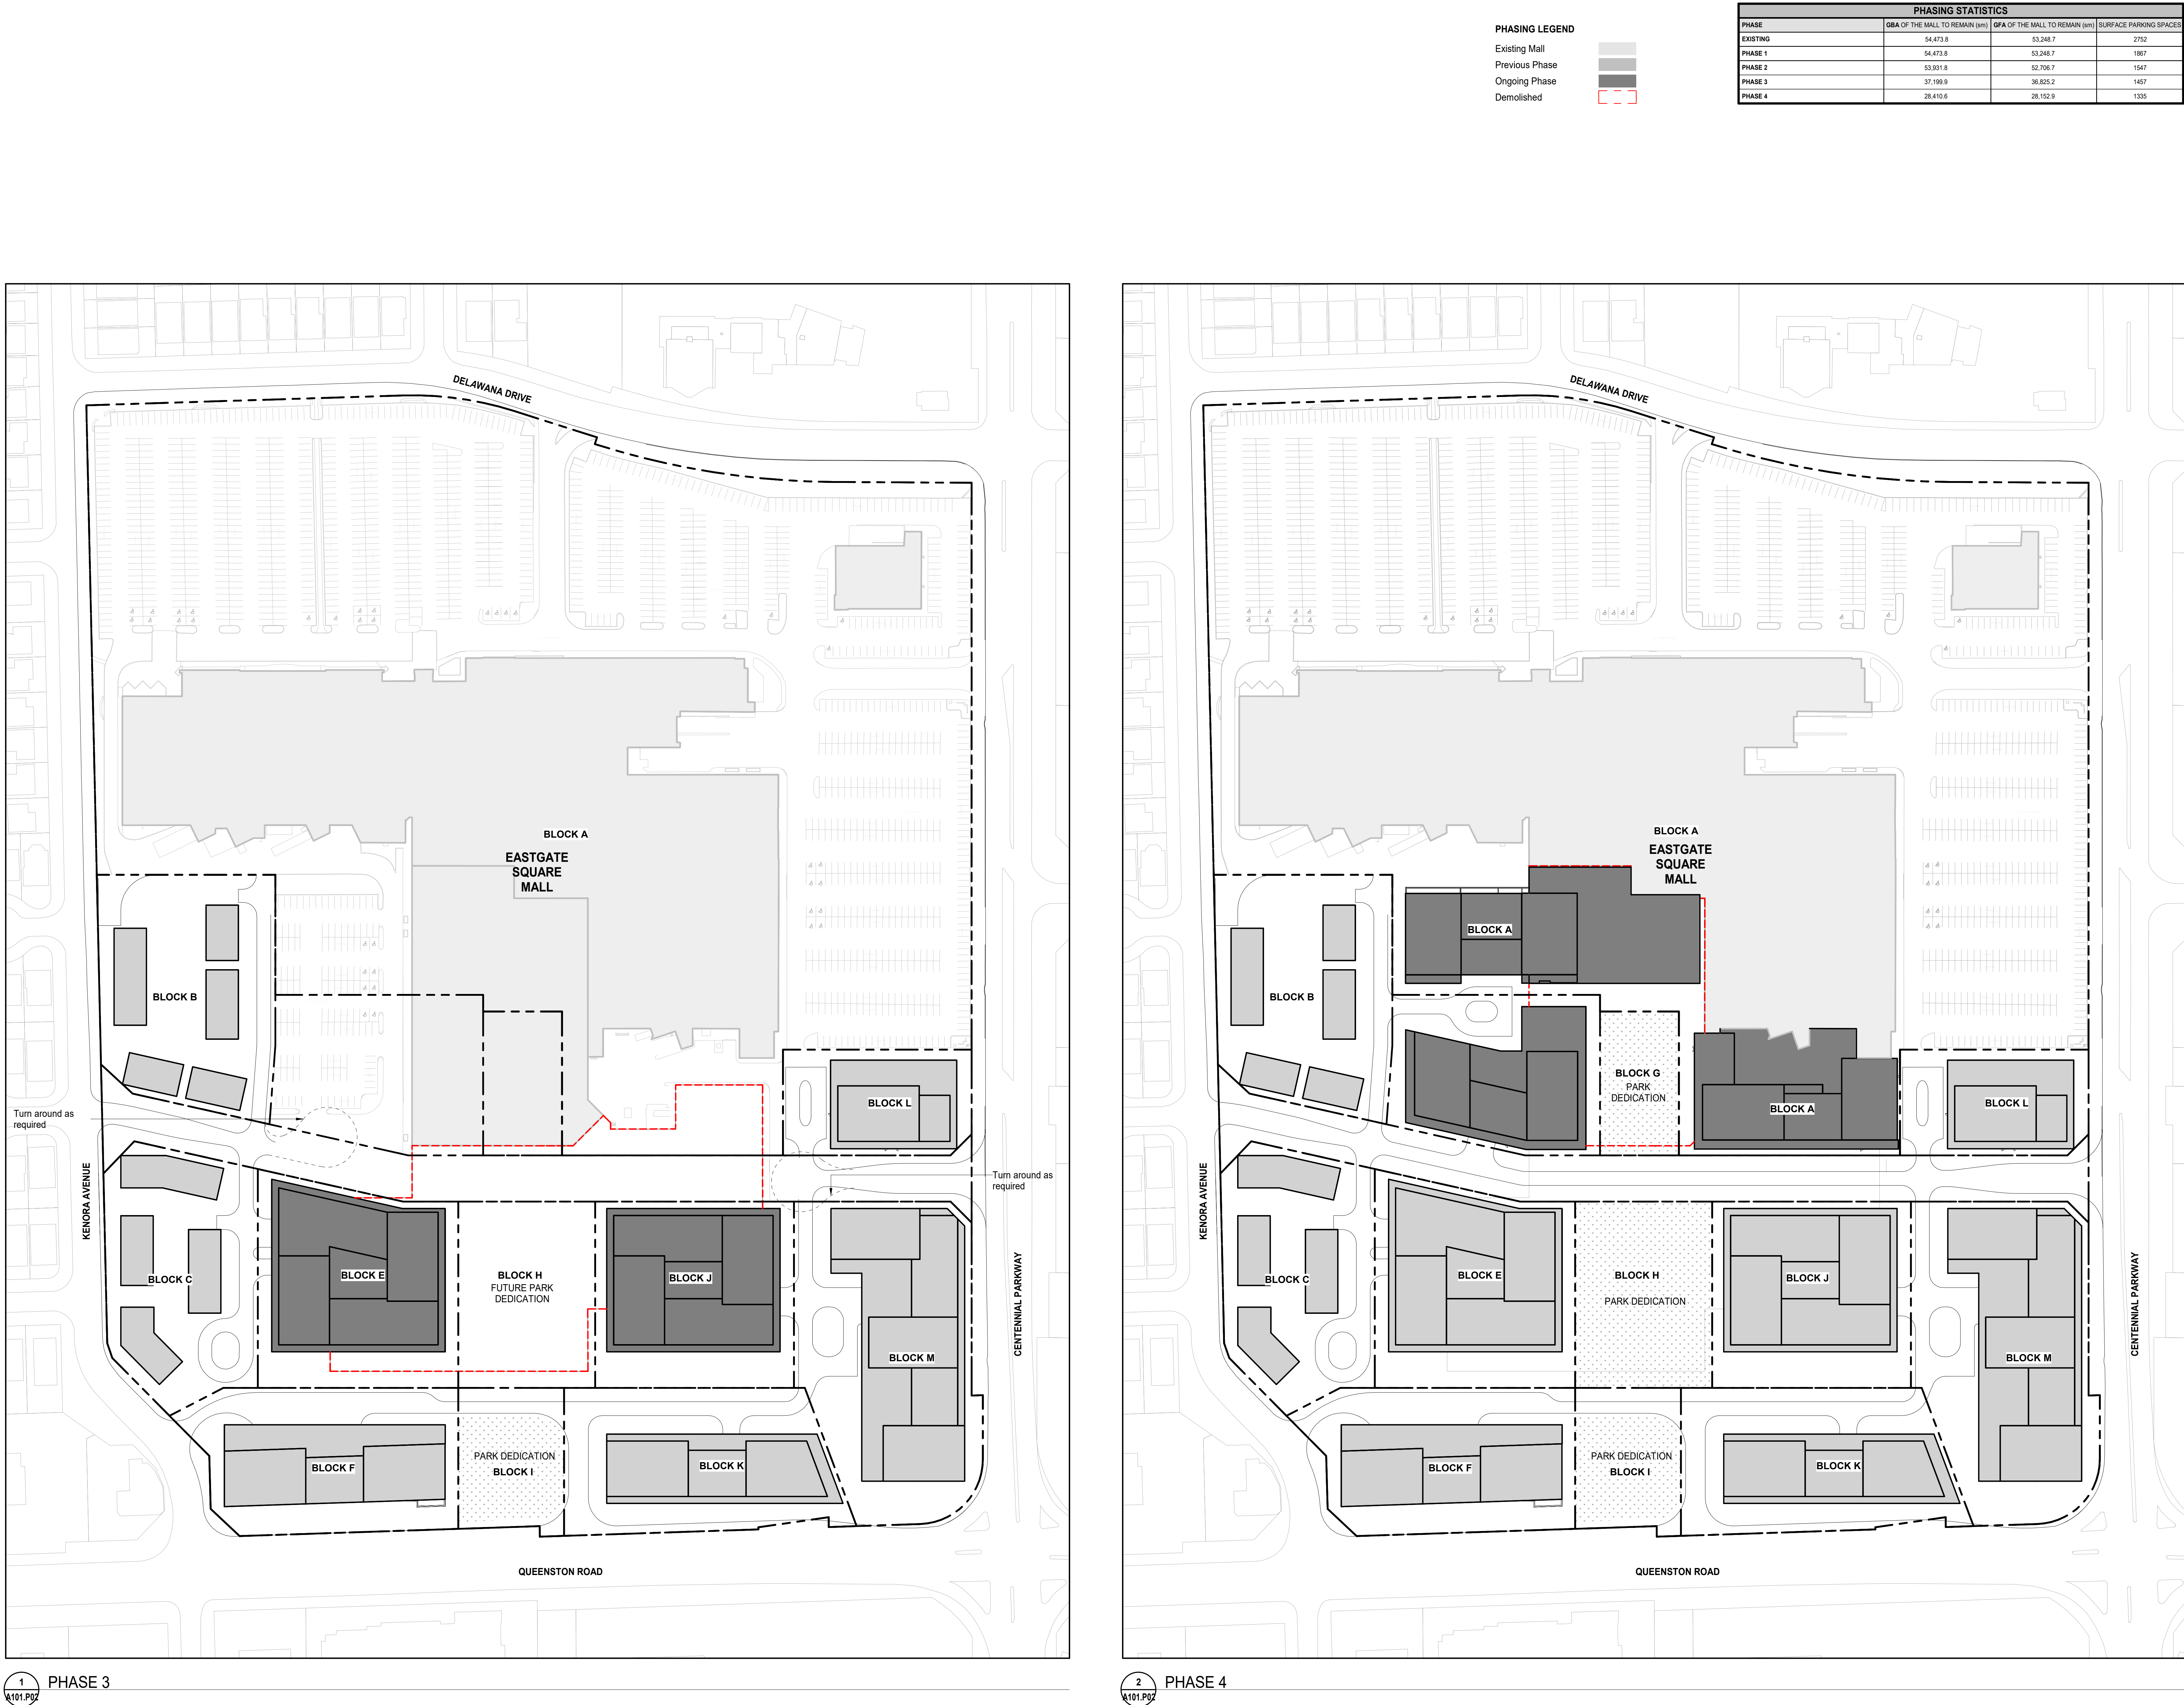 PHASING LEGEND
Existing Mall
Previous Phase
Ongoing Phase
Demolished
PHASING STATISTICS
PHASE GBA OF THE MALL TO REMAIN (sm) GFA OF THE MALL TO REMAIN (sm) SURFACE PARKING SPACES
EXISTING 54,473.8 53,248.7 2752
PHASE 1 54,473.8 53,248.7 1867
PHASE 2 53,931.8 52,706.7 1547
PHASE 3 37,199.9 36,825.2 1457
PHASE 4 28,410.6 28,152.9 1335
DELAWANA DRIVE
BLOCK A
EASTGATE
SQUARE
MALL
BLOCK B
BLOCK L
Turn around as
required
Turn around as
required
KENORA AVENUE
BLOCK C
BLOCK E
BLOCK H
FUTURE PARK
DEDICATION
BLOCK J
CENTENNIAL PARKWAY
BLOCK M
BLOCK F
PARK DEDICATION
BLOCK I
BLOCK K
QUEENSTON ROAD
1
A101.P02
PHASE 3
DELAWANA DRIVE
BLOCK A
EASTGATE
SQUARE
MALL
BLOCK A
BLOCK B
BLOCK G
PARK
DEDICATION
BLOCK A
BLOCK L
KENORA AVENUE
BLOCK C
BLOCK E
BLOCK H
PARK DEDICATION
BLOCK J
CENTENNIAL PARKWAY
BLOCK M
BLOCK F
PARK DEDICATION
BLOCK I
BLOCK K
QUEENSTON ROAD
2
A101.P02
PHASE 4